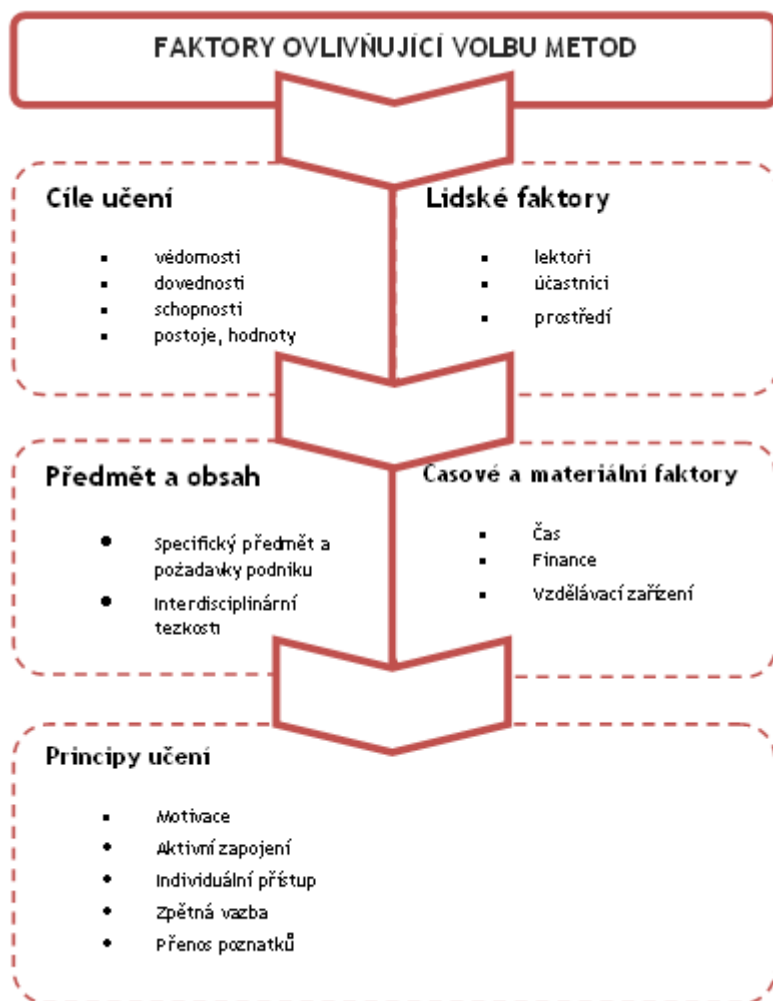 FAKTORY OVLIVŇUJÍCÍ VOLBU METOD
Cíle učení
▪ vědomosti
▪ dovednosti
▪ schopnosti
▪ postoje, hodnoty
Lidské faktory
▪ lektoři
▪ účastníci
▪ prostředí
Předmět a obsah
• Specifický předmět a
požadavky podniku
• Interdisciplinární
tezkosti
Časové a materiální faktory
▪ Čas
▪ Finance
▪ Vzdělávací zařízení
Principy učení
▪ Motivace
• Aktivní zapojení
• Individuální přístup
• Zpětná vazba
• Přenos poznatků